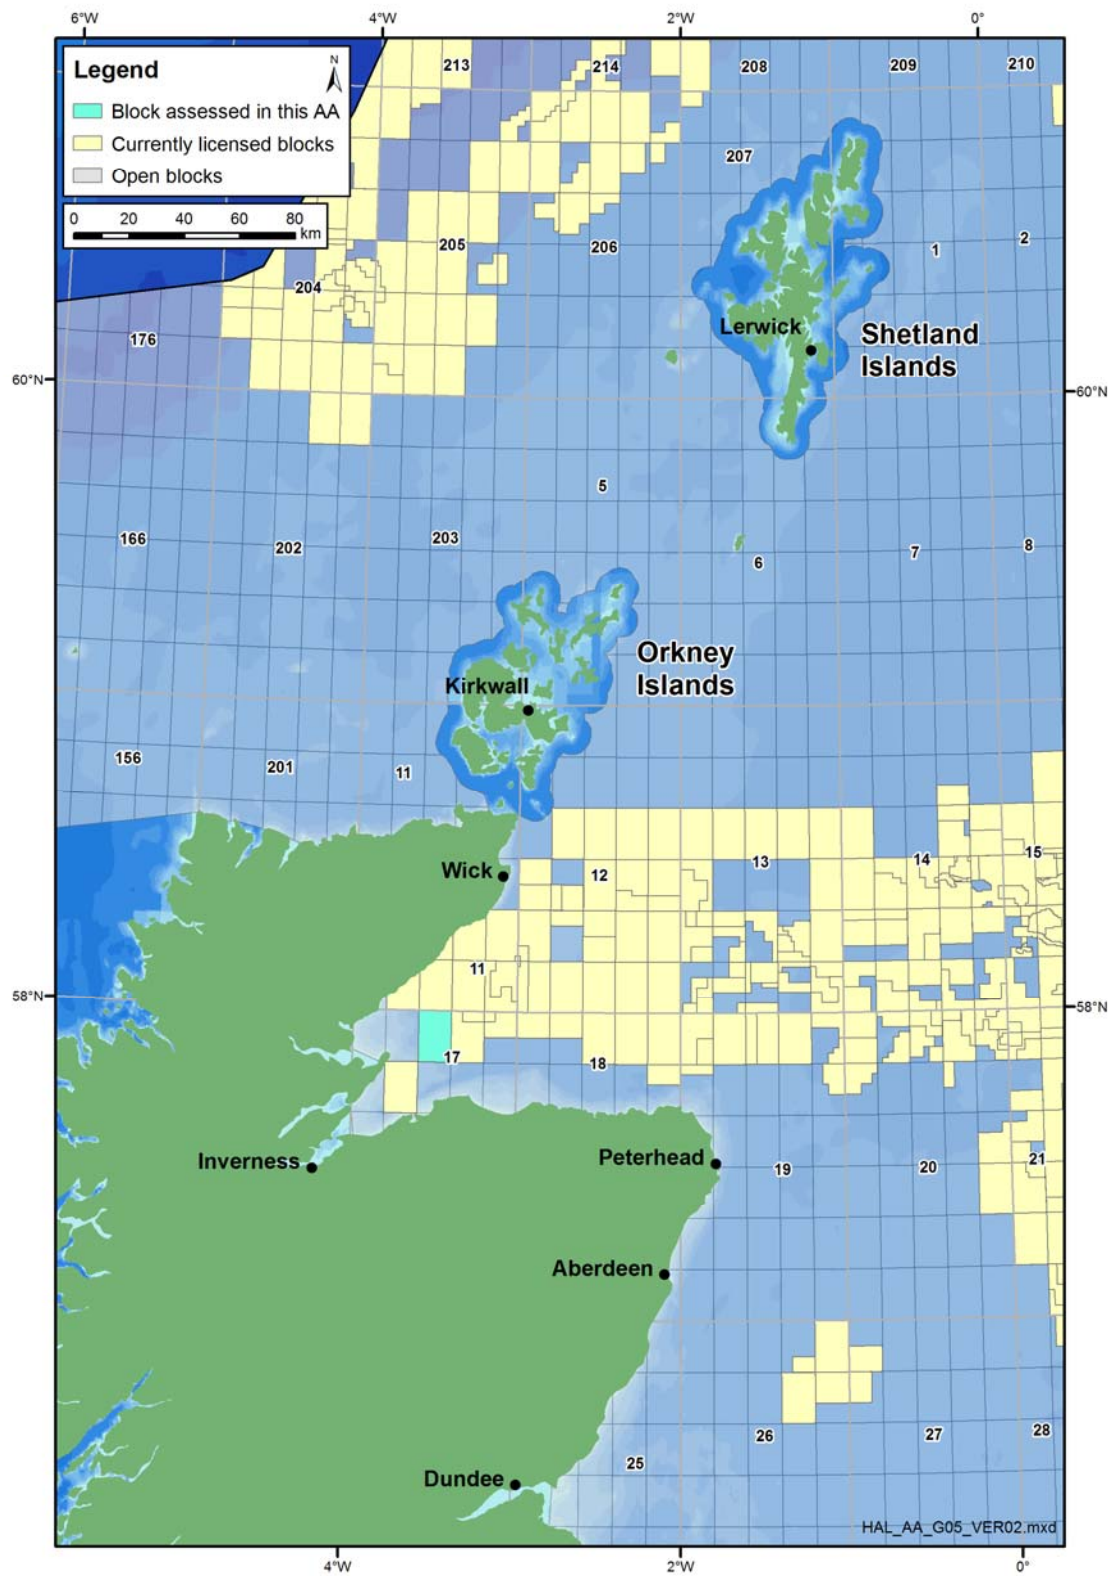 6°W 4°W 2°W 0°
Legend
N
Block assessed in this AA
Currently licensed blocks
Open blocks
0 20 40 60 80
km
213 214 208 209 210
207
205 206 1 2
204
176
Lerwick
Shetland
Islands
60°N
60°N
5
166 202 203 6 7 8
Orkney
Islands
Kirkwall
156 201 11
Wick
12 13 14 15
11
58°N
58°N
17 18
Inverness
Peterhead
19 20 21
Aberdeen
25 26 27 28
Dundee
HAL_AA_G05_VER02.mxd
4°W 2°W 0°